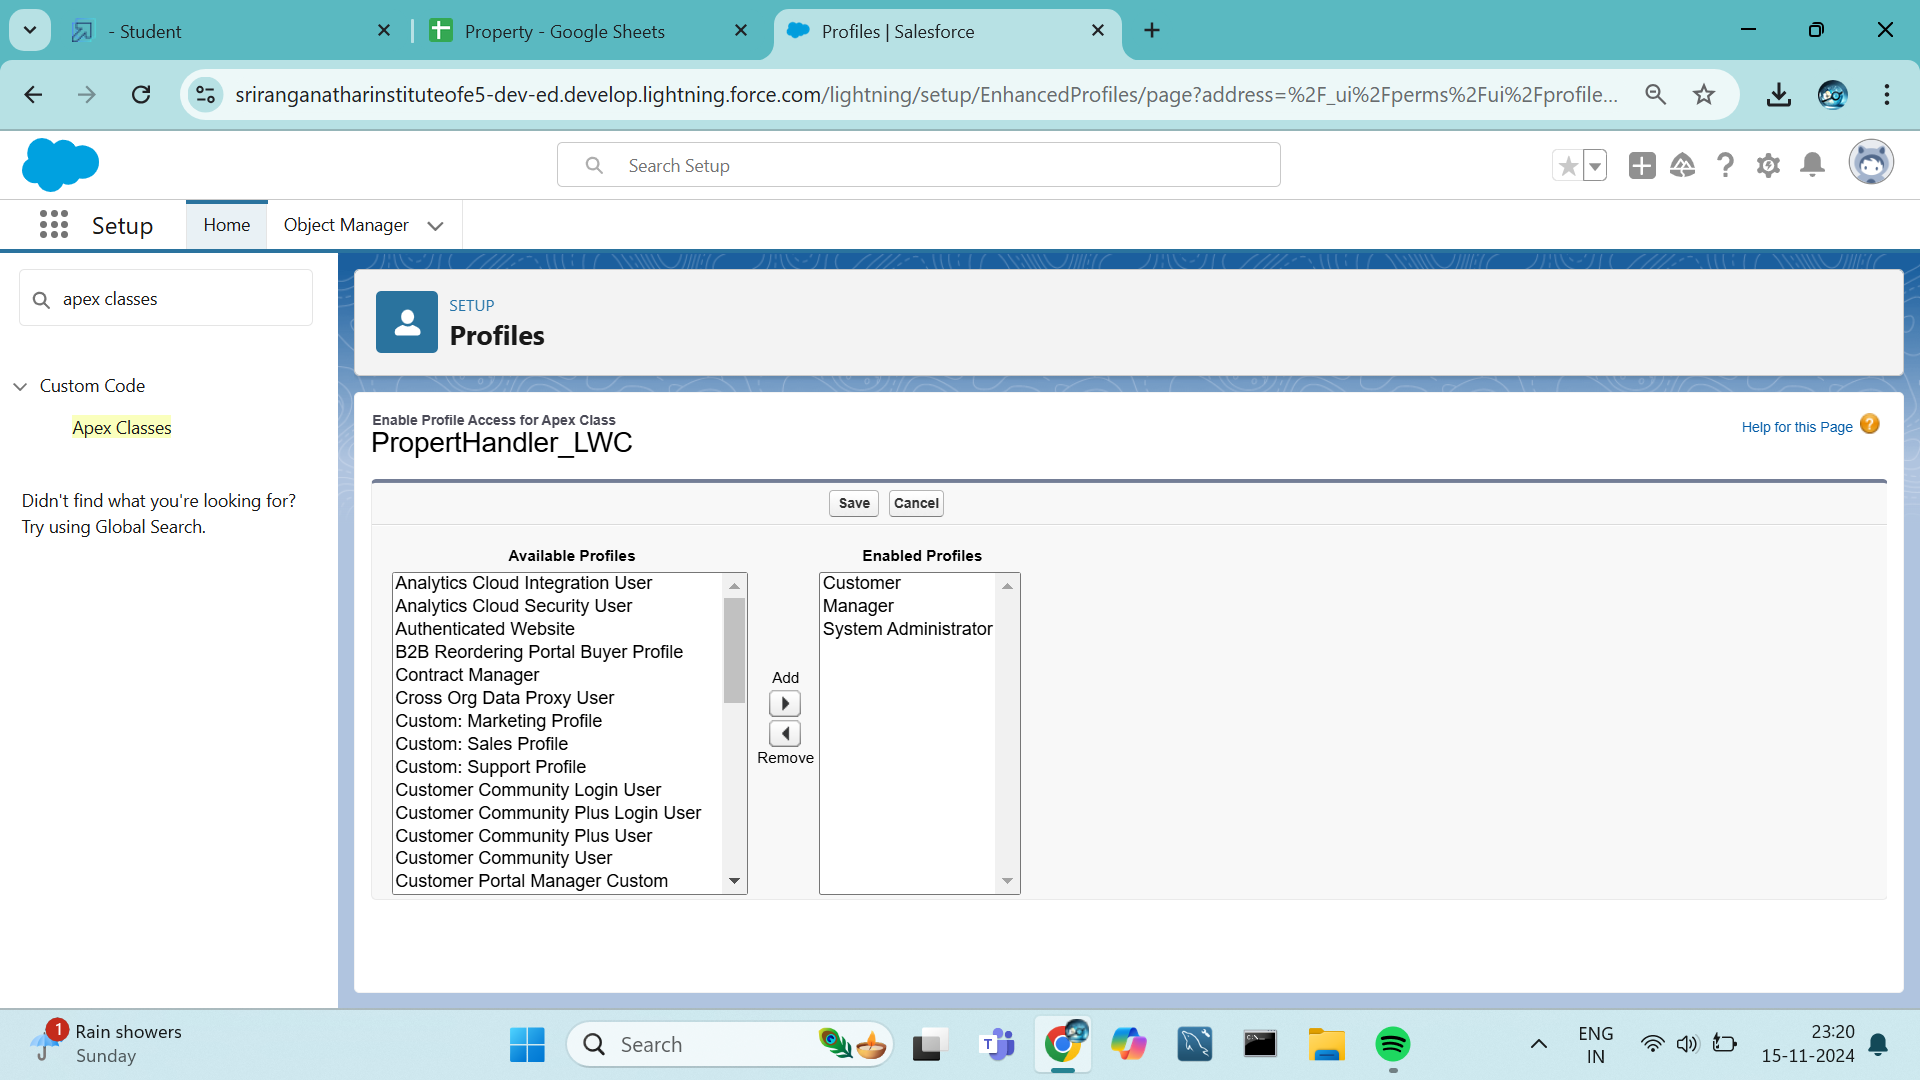 - Student
Property - Google Sheets
Profiles | Salesforce
sriranganatharinstituteofe5-dev-ed.develop.lightning.force.com/lightning/setup/EnhancedProfiles/page?address=%2F_ui%2Fperms%2Fui%2Fprofile...
Search Setup
Setup
Home
Object Manager
apex classes
Custom Code
Apex Classes
Didn't find what you're looking for?
Try using Global Search.
SETUP
Profiles
Enable Profile Access for Apex Class
PropertHandler_LWC
Help for this Page
Save
Cancel
Available Profiles
Analytics Cloud Integration User
Analytics Cloud Security User
Authenticated Website
B2B Reordering Portal Buyer Profile
Contract Manager
Cross Org Data Proxy User
Custom: Marketing Profile
Custom: Sales Profile
Custom: Support Profile
Customer Community Login User
Customer Community Plus Login User
Customer Community Plus User
Customer Community User
Customer Portal Manager Custom
Add
Remove
Enabled Profiles
Customer
Manager
System Administrator
1
Rain showers
Sunday
Search
ENG
IN
23:20
15-11-2024